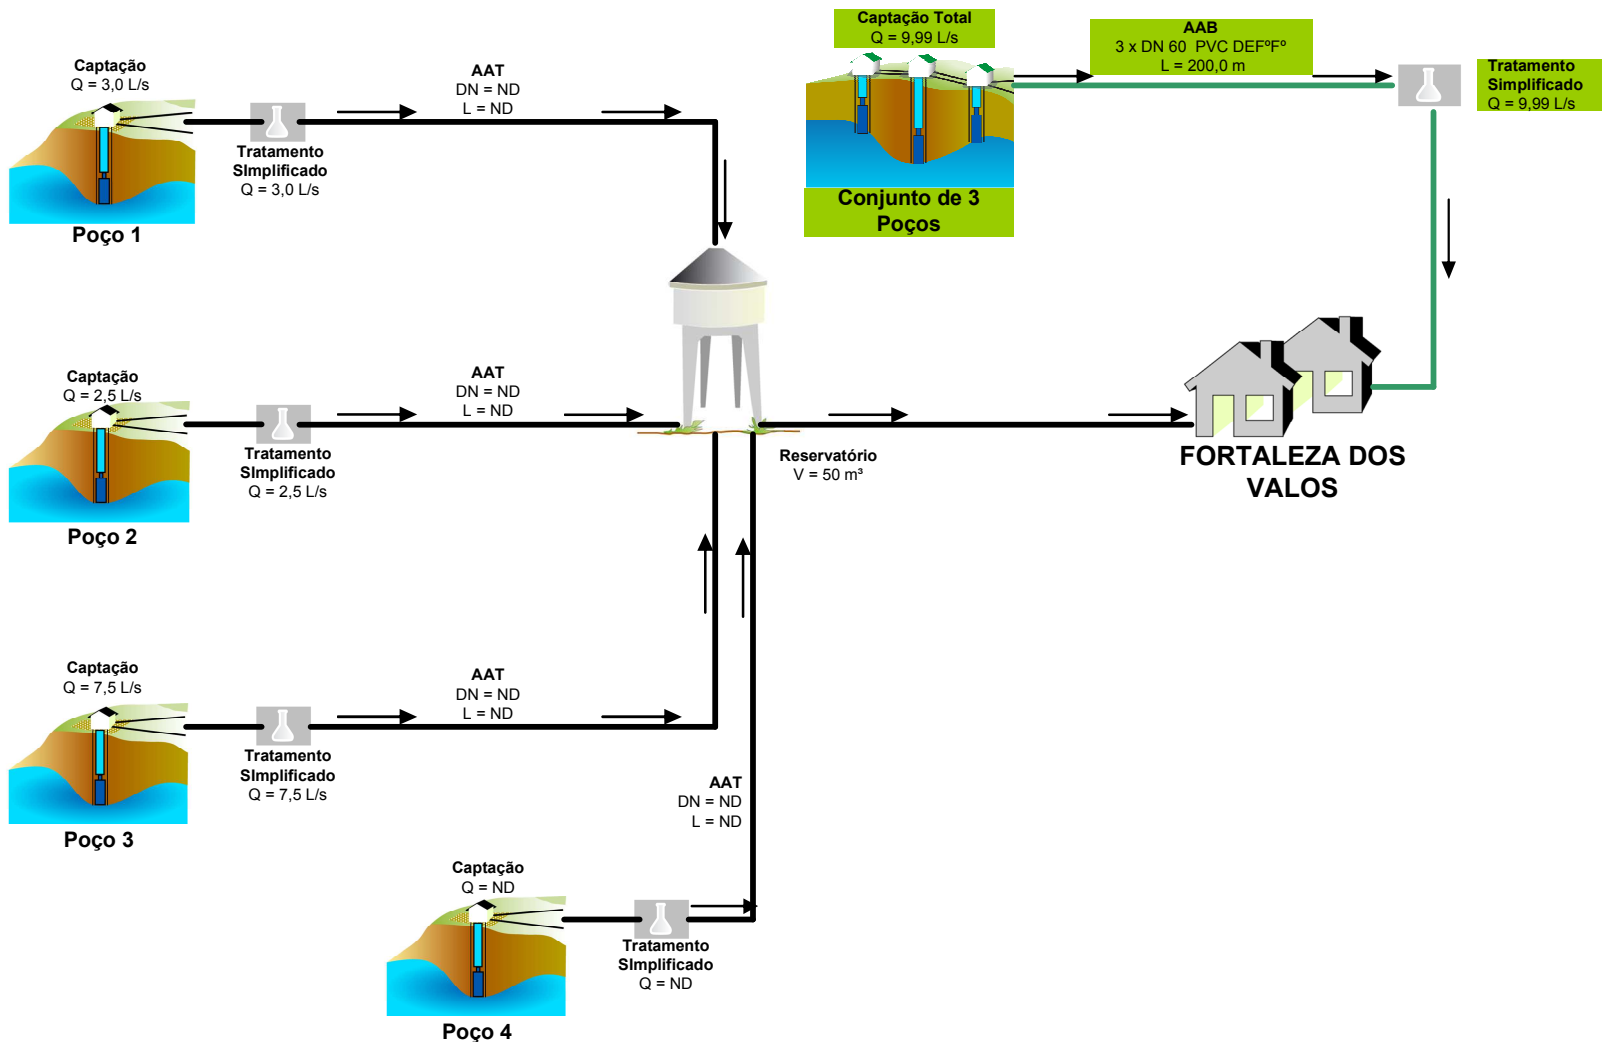 Captação
Q = 3,0 L/s
Poço 1
Tratamento
SImplificado
Q = 3,0 L/s
AAT
DN = ND
L = ND
Captação Total
Q = 9,99 L/s
Conjunto de 3
Poços
AAB
3 x DN 60 PVC DEFºFº
L = 200,0 m
Tratamento
Simplificado
Q = 9,99 L/s
Captação
Q = 2,5 L/s
Poço 2
Tratamento
SImplificado
Q = 2,5 L/s
AAT
DN = ND
L = ND
Reservatório
V = 50 m³
FORTALEZA DOS
VALOS
Captação
Q = 7,5 L/s
Poço 3
Tratamento
SImplificado
Q = 7,5 L/s
AAT
DN = ND
L = ND
AAT
DN = ND
L = ND
Captação
Q = ND
Poço 4
Tratamento
SImplificado
Q = ND